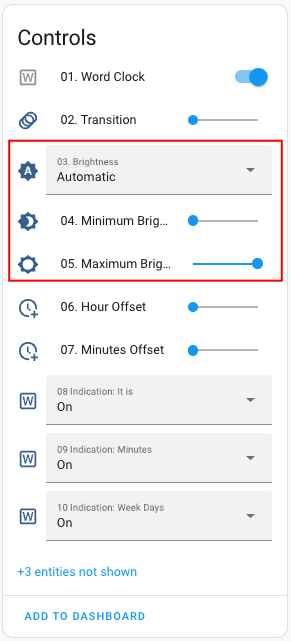 Controls
W 01. Word Clock
02. Transition
03. Brightness
A Automatic
04. Minimum Brig...
05. Maximum Brig...
06. Hour Offset
07. Minutes Offset
08 Indication: It is
W On
09 Indication: Minutes
W On
10 Indication: Week Days
W On
+3 entities not shown
ADD TO DASHBOARD